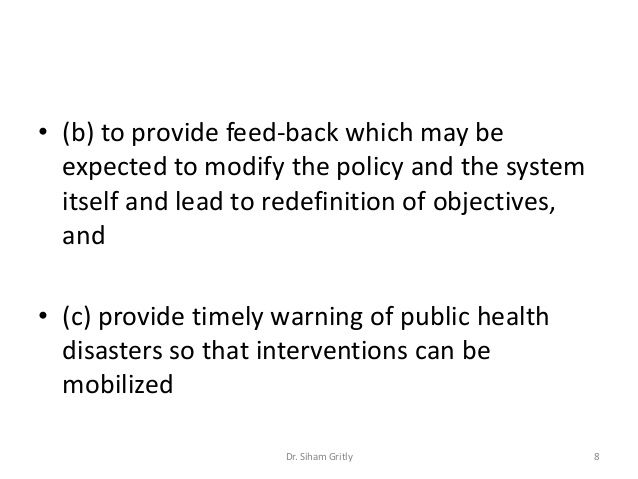 • (b) to provide feed-back which may be
expected to modify the policy and the system
itself and lead to redefinition of objectives,
and
• (c) provide timely warning of public health
disasters so that interventions can be
mobilized
Dr. Siham Gritly
8